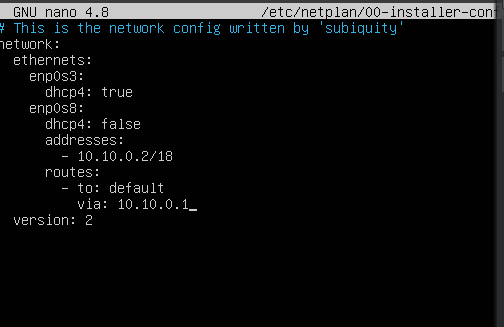 GNU nano 4.8 /etc/netplan/00-installer-conf
# This is the network config written by 'subiquity'
network:
  ethernets:
    enp0s3:
      dhcp4: true
    enp0s8:
      dhcp4: false
      addresses:
        - 10.10.0.2/18
      routes:
        - to: default
          via: 10.10.0.1_
  version: 2